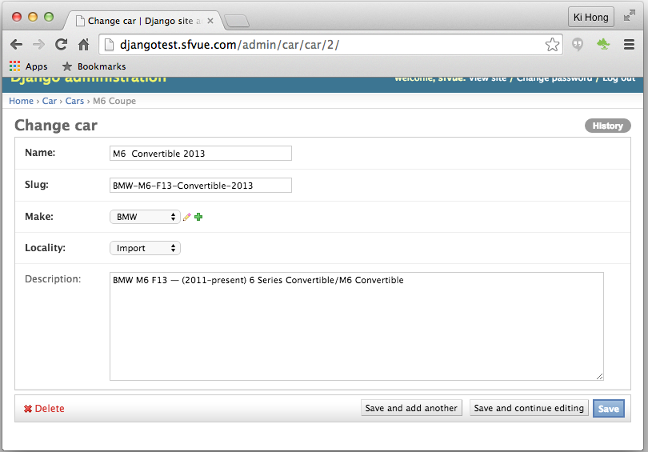 Change car | Django site a
Ki Hong
djangotest.sfvue.com/admin/car/car/2/
Apps Bookmarks
Django administration Welcome, sfvue. View site / Change password / Log out
Home › Car › Cars › M6 Coupe
Change car History
Name: M6 Convertible 2013
Slug: BMW-M6-F13-Convertible-2013
Make: BMW
Locality: Import
Description: BMW M6 F13 — (2011-present) 6 Series Convertible/M6 Convertible
Delete Save and add another Save and continue editing Save